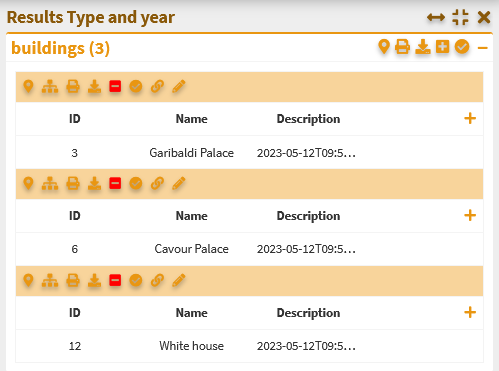 Results Type and year
buildings (3)
ID Name Description
3 Garibaldi Palace 2023-05-12T09:5...
ID Name Description
6 Cavour Palace 2023-05-12T09:5...
ID Name Description
12 White house 2023-05-12T09:5...